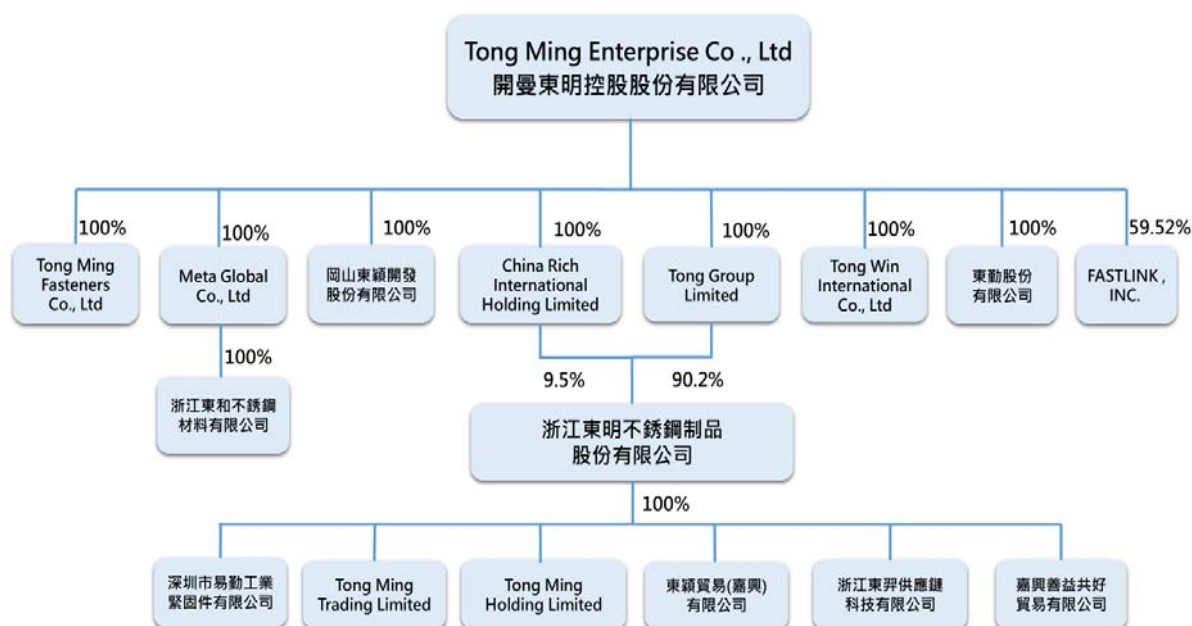 Tong Ming Enterprise Co ., Ltd
開曼東明控股股份有限公司
100%
100%
100%
100%
100%
100%
100%
59.52%
Tong Ming
Fasteners
Co., Ltd
Meta Global
Co., Ltd
岡山東穎開發
股份有限公司
China Rich
International
Holding Limited
Tong Group
Limited
Tong Win
International
Co., Ltd
東勤股份
有限公司
FASTLINK ,
INC.
100%
9.5%
90.2%
浙江東和不銹鋼
材料有限公司
浙江東明不銹鋼制品
股份有限公司
100%
深圳市易勤工業
緊固件有限公司
Tong Ming
Trading Limited
Tong Ming
Holding Limited
東穎貿易(嘉興)
有限公司
浙江東羿供應鏈
科技有限公司
嘉興善益共好
貿易有限公司